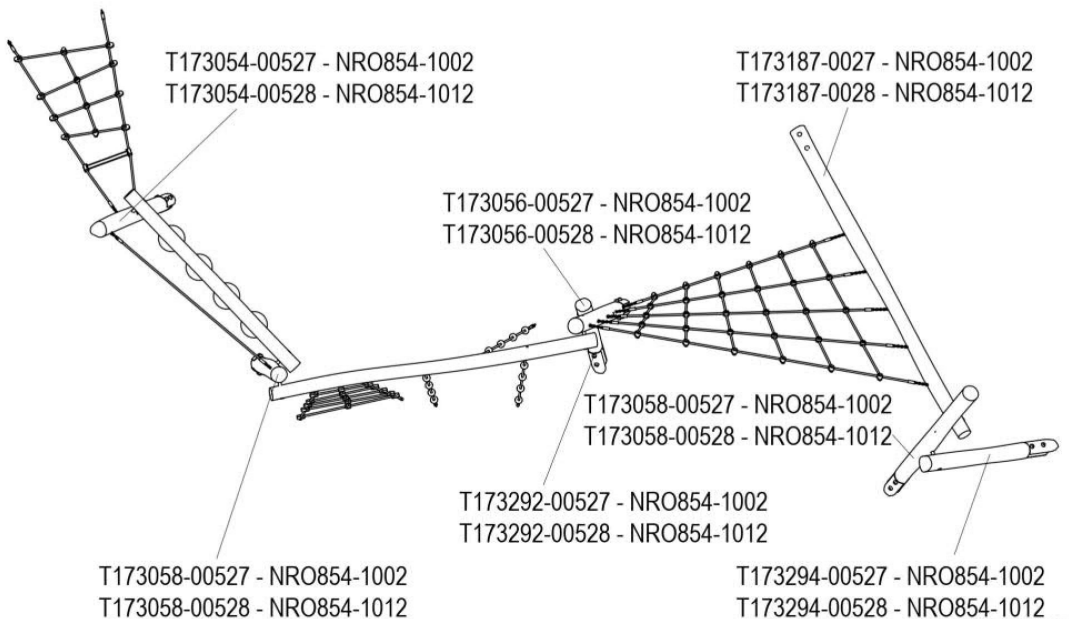 T173054-00527 - NRO854-1002
T173054-00528 - NRO854-1012
T173187-0027 - NRO854-1002
T173187-0028 - NRO854-1012
T173056-00527 - NRO854-1002
T173056-00528 - NRO854-1012
T173058-00527 - NRO854-1002
T173058-00528 - NRO854-1012
T173292-00527 - NRO854-1002
T173292-00528 - NRO854-1012
T173058-00527 - NRO854-1002
T173058-00528 - NRO854-1012
T173294-00527 - NRO854-1002
T173294-00528 - NRO854-1012